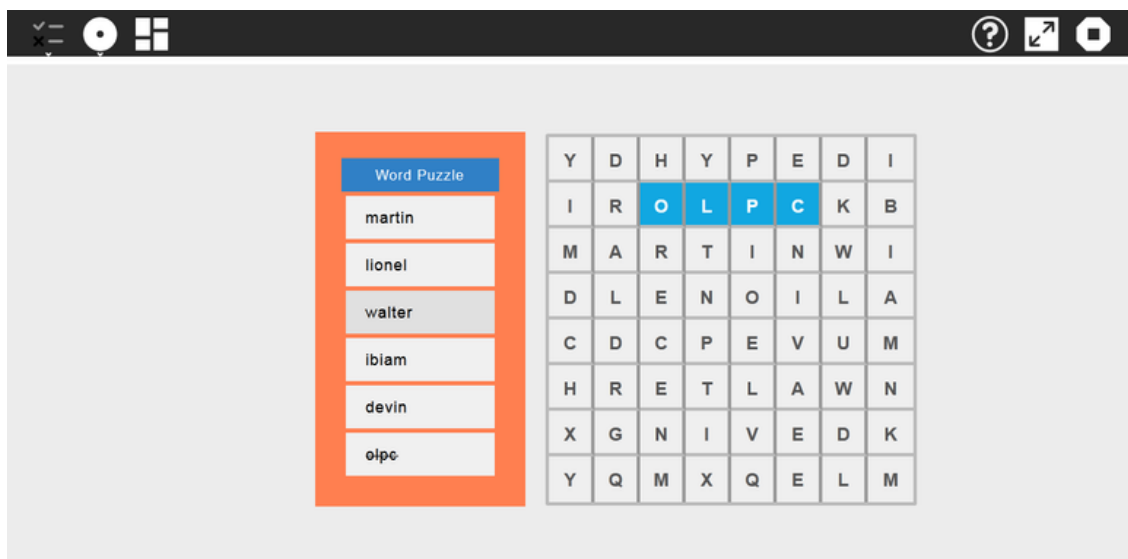 Word Puzzle
martin
lionel
walter
ibiam
devin
olpc
Y D H Y P E D I
I R O L P C K B
M A R T I N W I
D L E N O I L A
C D C P E V U M
H R E T L A W N
X G N I V E D K
Y Q M X Q E L M